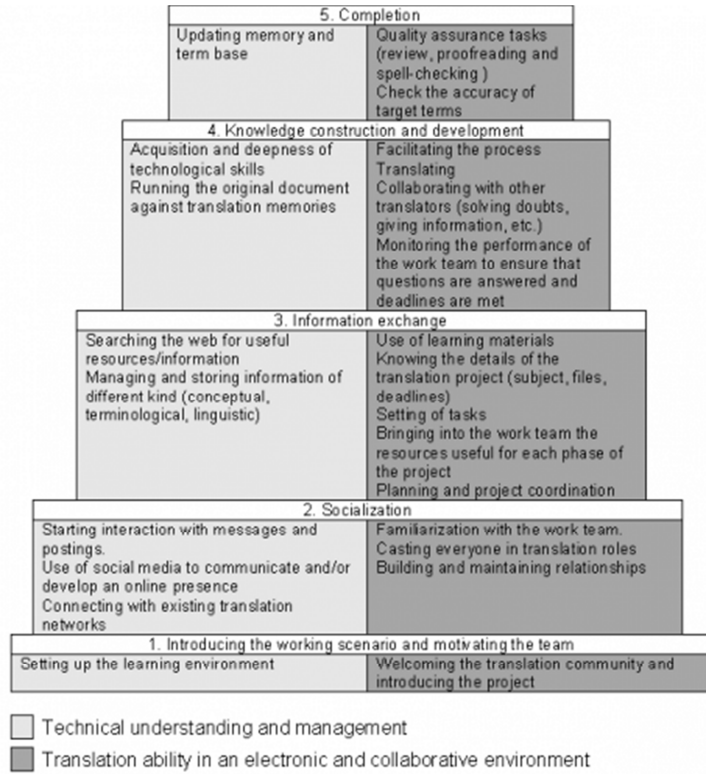 5. Completion
Updating memory and
term base
Quality assurance tasks
(review, proofreading and
spell-checking )
Check the accuracy of
target terms
4. Knowledge construction and development
Acquisition and deepness of
technological skills
Running the original document
against translation memories
Facilitating the process
Translating
Collaborating with other
translators (solving doubts,
giving information, etc.)
Monitoring the performance of
the work team to ensure that
questions are answered and
deadlines are met
3. Information exchange
Searching the web for useful
resources/information
Managing and storing information of
different kind (conceptual,
terminological, linguistic)
Use of learning materials
Knowing the details of the
translation project (subject, files,
deadlines)
Setting of tasks
Bringing into the work team the
resources useful for each phase of
the project
Planning and project coordination
2. Socialization
Starting interaction with messages and
postings.
Use of social media to communicate and/or
develop an online presence
Connecting with existing translation
networks
Familiarization with the work team.
Casting everyone in translation roles
Building and maintaining relationships
1. Introducing the working scenario and motivating the team
Setting up the learning environment
Welcoming the translation community and
introducing the project
Technical understanding and management
Translation ability in an electronic and collaborative environment